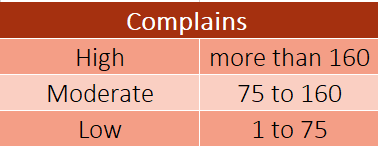 Complains
High more than 160
Moderate 75 to 160
Low 1 to 75